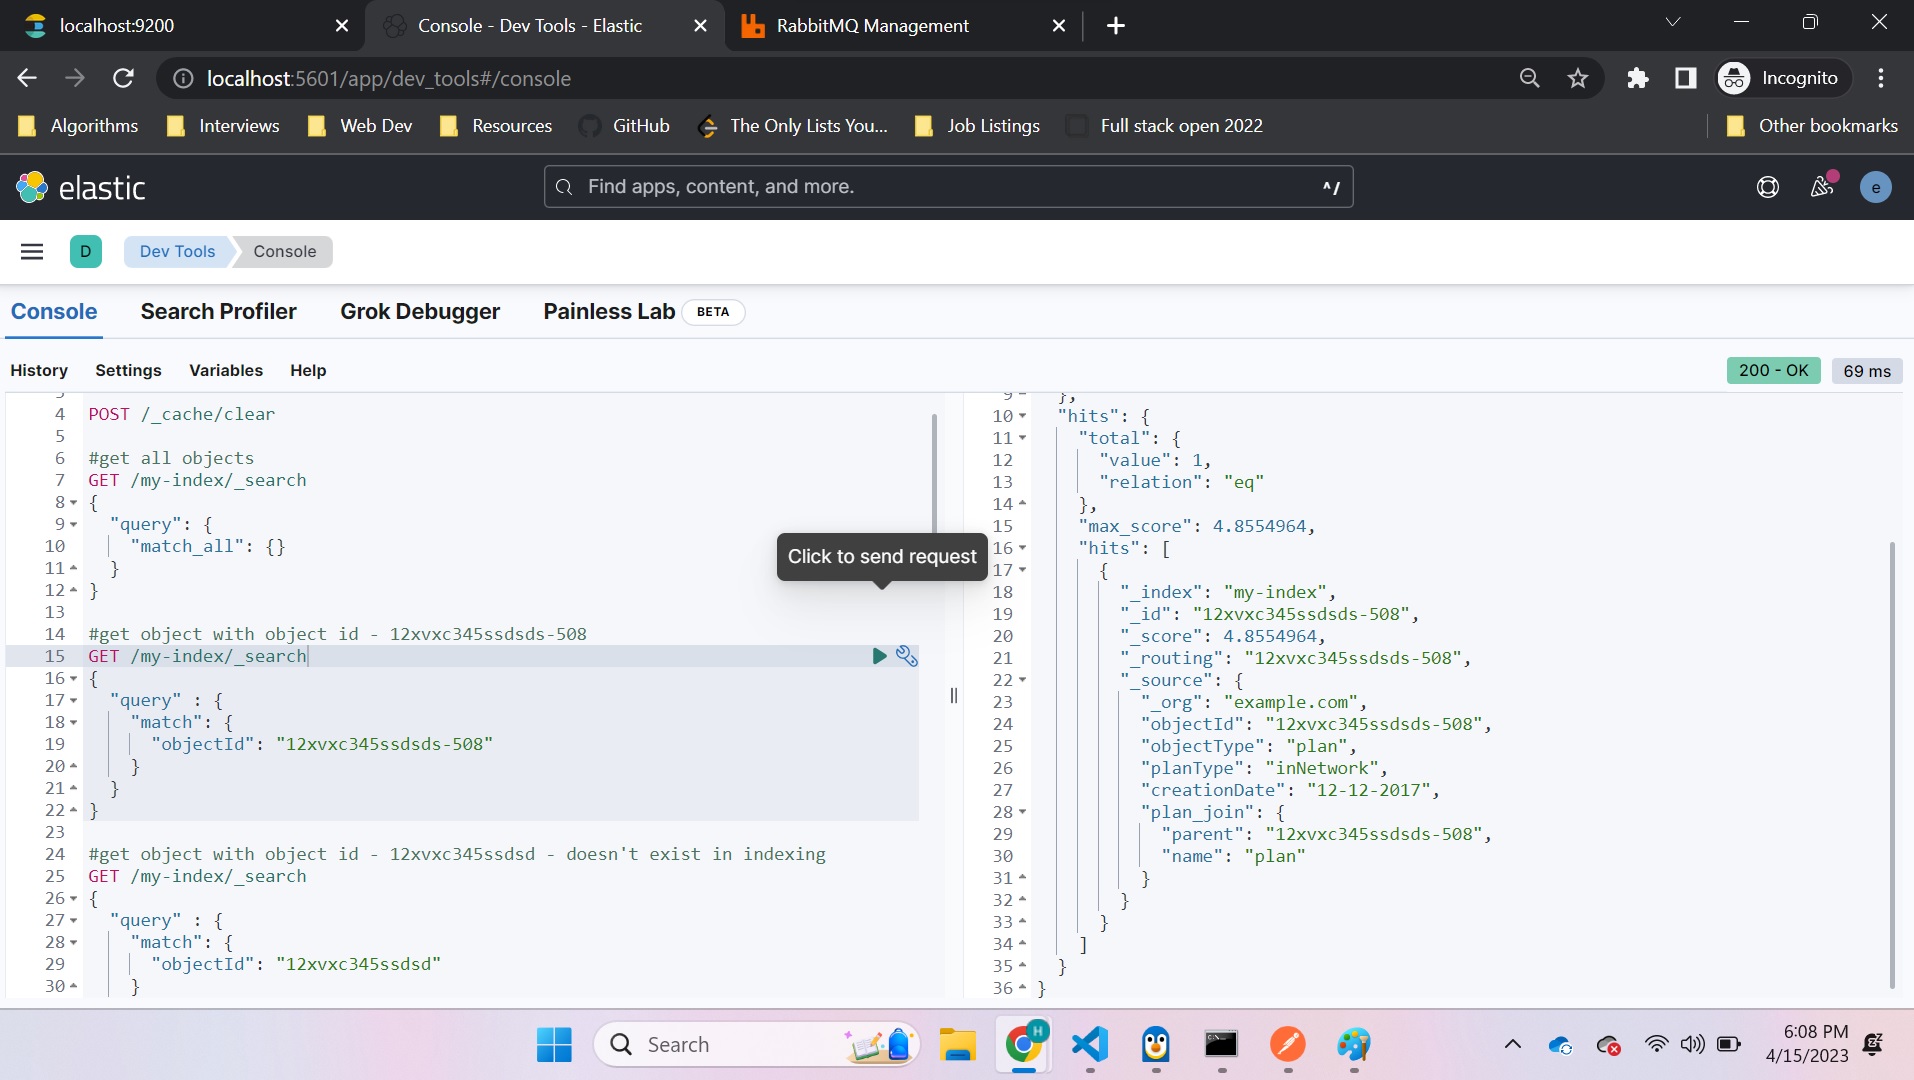 localhost:9200
Console - Dev Tools - Elastic
RabbitMQ Management
localhost:5601/app/dev_tools#/console
Incognito
Algorithms
Interviews
Web Dev
Resources
GitHub
The Only Lists You...
Job Listings
Full stack open 2022
Other bookmarks
elastic
Find apps, content, and more.
^/
e
D
Dev Tools
Console
Console
Search Profiler
Grok Debugger
Painless Lab
BETA
History
Settings
Variables
Help
200 - OK
69 ms
3
4 POST /_cache/clear
5
6 #get all objects
7 GET /my-index/_search
8 {
9 "query": {
10 "match_all": {}
11 }
12 }
13
14 #get object with object id - 12xvxc345ssdsds-508
15 GET /my-index/_search
16 {
17 "query" : {
18 "match": {
19 "objectId": "12xvxc345ssdsds-508"
20 }
21 }
22 }
23
24 #get object with object id - 12xvxc345ssdsd - doesn't exist in indexing
25 GET /my-index/_search
26 {
27 "query" : {
28 "match": {
29 "objectId": "12xvxc345ssdsd"
30 }
Click to send request
9 },
10 "hits": {
11 "total": {
12 "value": 1,
13 "relation": "eq"
14 },
15 "max_score": 4.8554964,
16 "hits": [
17 {
18 "_index": "my-index",
19 "_id": "12xvxc345ssdsds-508",
20 "_score": 4.8554964,
21 "_routing": "12xvxc345ssdsds-508",
22 "_source": {
23 "_org": "example.com",
24 "objectId": "12xvxc345ssdsds-508",
25 "objectType": "plan",
26 "planType": "inNetwork",
27 "creationDate": "12-12-2017",
28 "plan_join": {
29 "parent": "12xvxc345ssdsds-508",
30 "name": "plan"
31 }
32 }
33 }
34 ]
35 }
36 }
Search
H
6:08 PM
4/15/2023